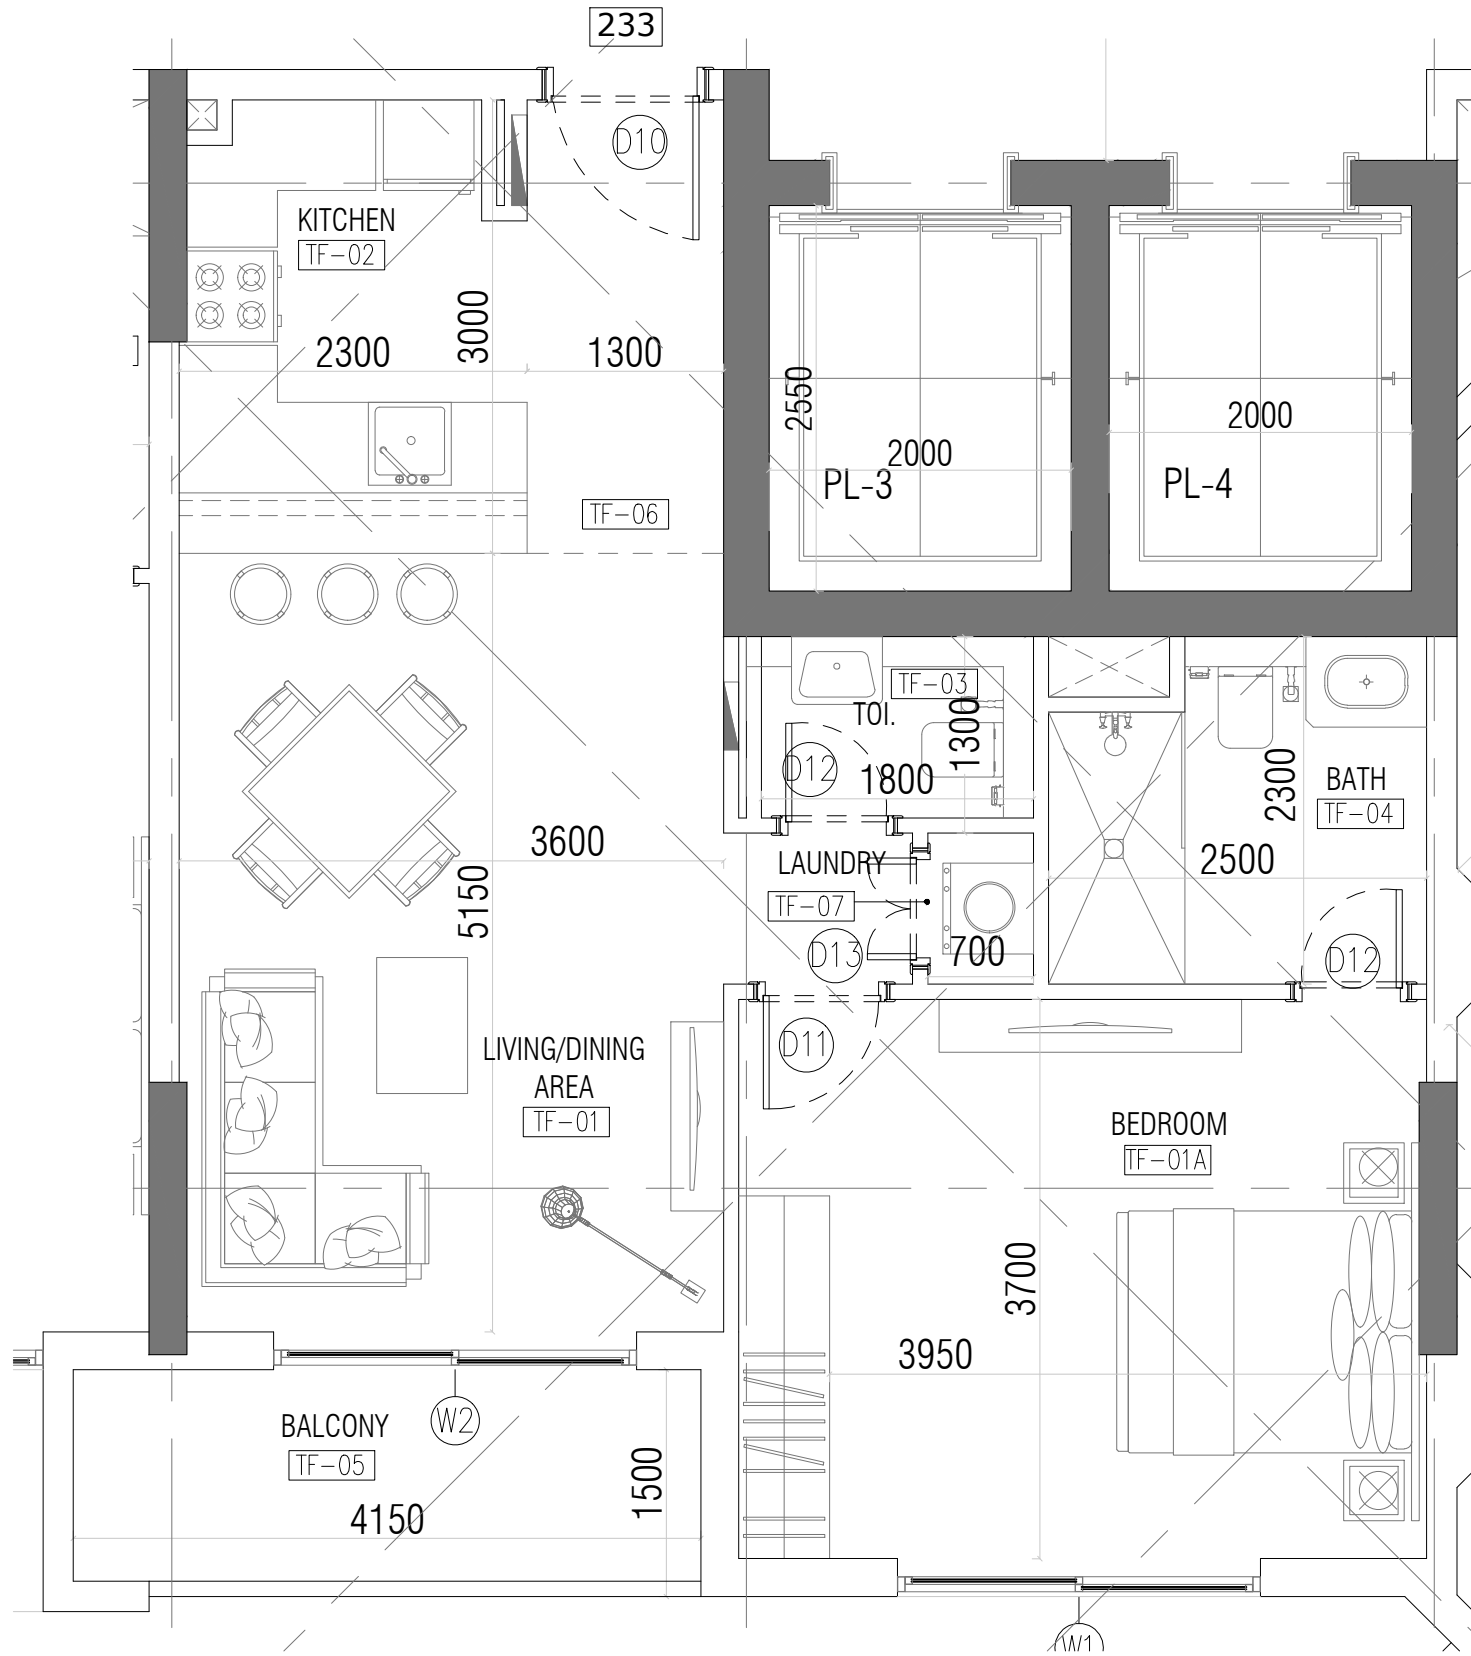 233
D10
KITCHEN
TF-02
2300
3000
1300
2550
2000
PL-3
2000
PL-4
TF-06
TF-03
TOI.
1300
D12
1800
2300
BATH
TF-04
2500
3600
5150
LAUNDRY
TF-07
D13
700
D12
D11
LIVING/DINING
AREA
TF-01
BEDROOM
TF-01A
3700
3950
BALCONY
TF-05
W2
1500
4150
W1